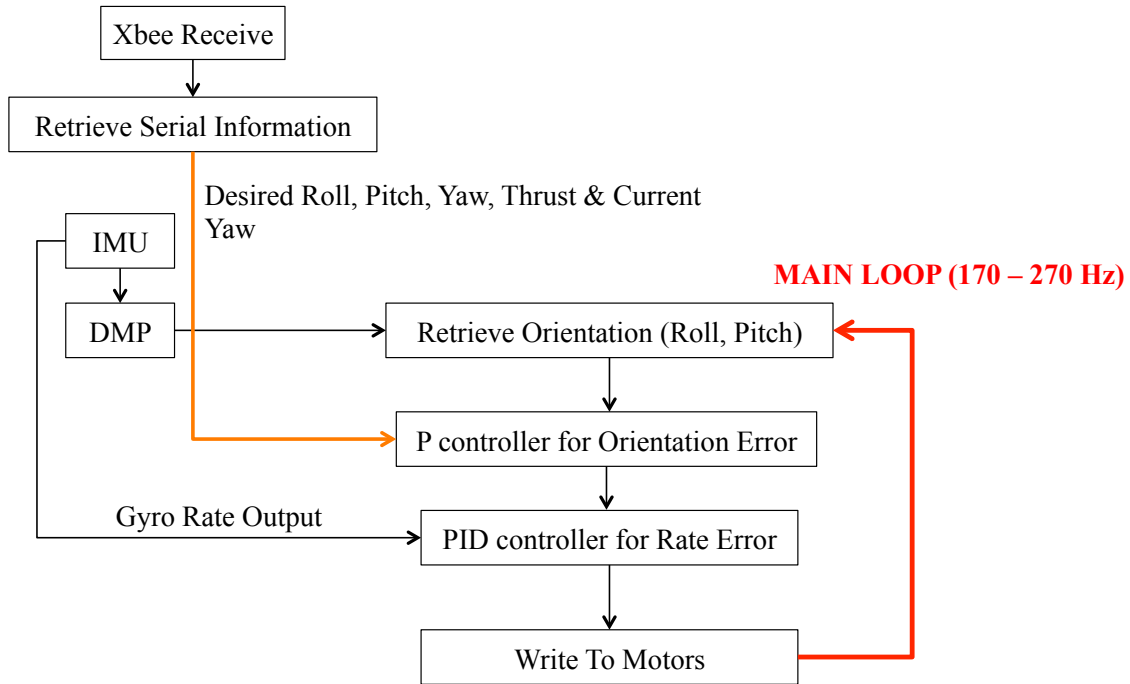 Xbee Receive
Retrieve Serial Information
Desired Roll, Pitch, Yaw, Thrust & Current
Yaw
IMU
MAIN LOOP (170 – 270 Hz)
DMP
Retrieve Orientation (Roll, Pitch)
P controller for Orientation Error
Gyro Rate Output
PID controller for Rate Error
Write To Motors